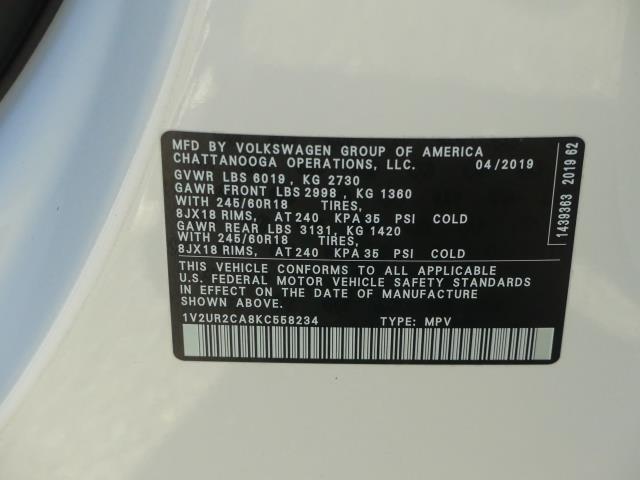 MFD BY VOLKSWAGEN GROUP OF AMERICA
CHATTANOOGA OPERATIONS, LLC. 04/2019
GVWR LBS 6019 , KG 2730
GAWR FRONT LBS 2998 , KG 1360
WITH 245/60R18 TIRES,
8JX18 RIMS, AT 240 KPA 35 PSI COLD
GAWR REAR LBS 3131, KG 1420
WITH 245/60R18 TIRES,
8JX18 RIMS, AT 240 KPA 35 PSI COLD
THIS VEHICLE CONFORMS TO ALL APPLICABLE
U.S. FEDERAL MOTOR VEHICLE SAFETY STANDARDS
IN EFFECT ON THE DATE OF MANUFACTURE
SHOWN ABOVE.
1V2UR2CA8KC558234 TYPE: MPV
1439363 2019 62